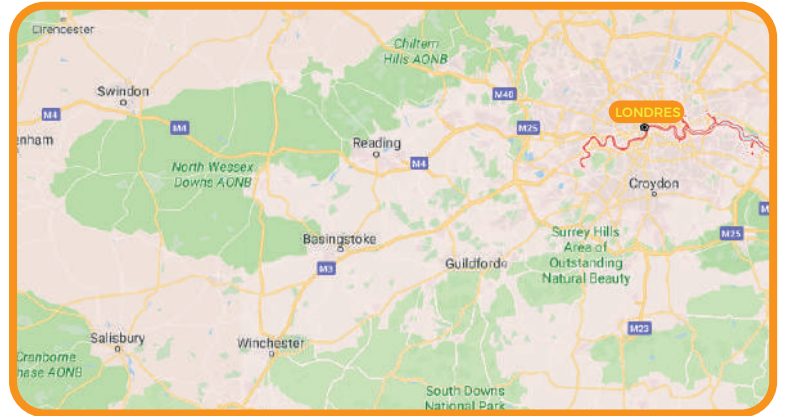 Cirencester
Chiltern
Hills AONB
Swindon
M40
LONDRES
M4
M4
M25
enham
Reading
M4
North Wessex
Downs AONB
Croydon
M25
Basingstoke
Surrey Hills
Area of
Outstanding
Natural Beauty
Guildforde
M3
M23
Salisbury
Winchester
Cranborne
hase AONB
South Downs
National Park